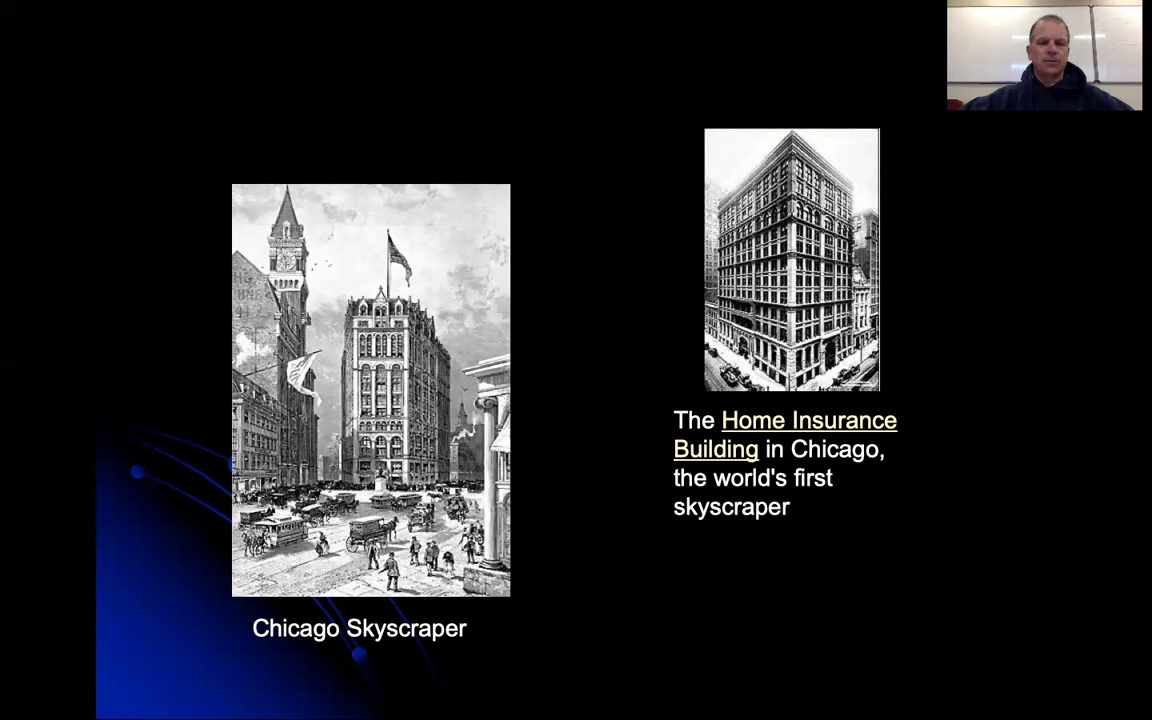 Chicago Skyscraper
The Home Insurance
Building in Chicago,
the world's first
skyscraper